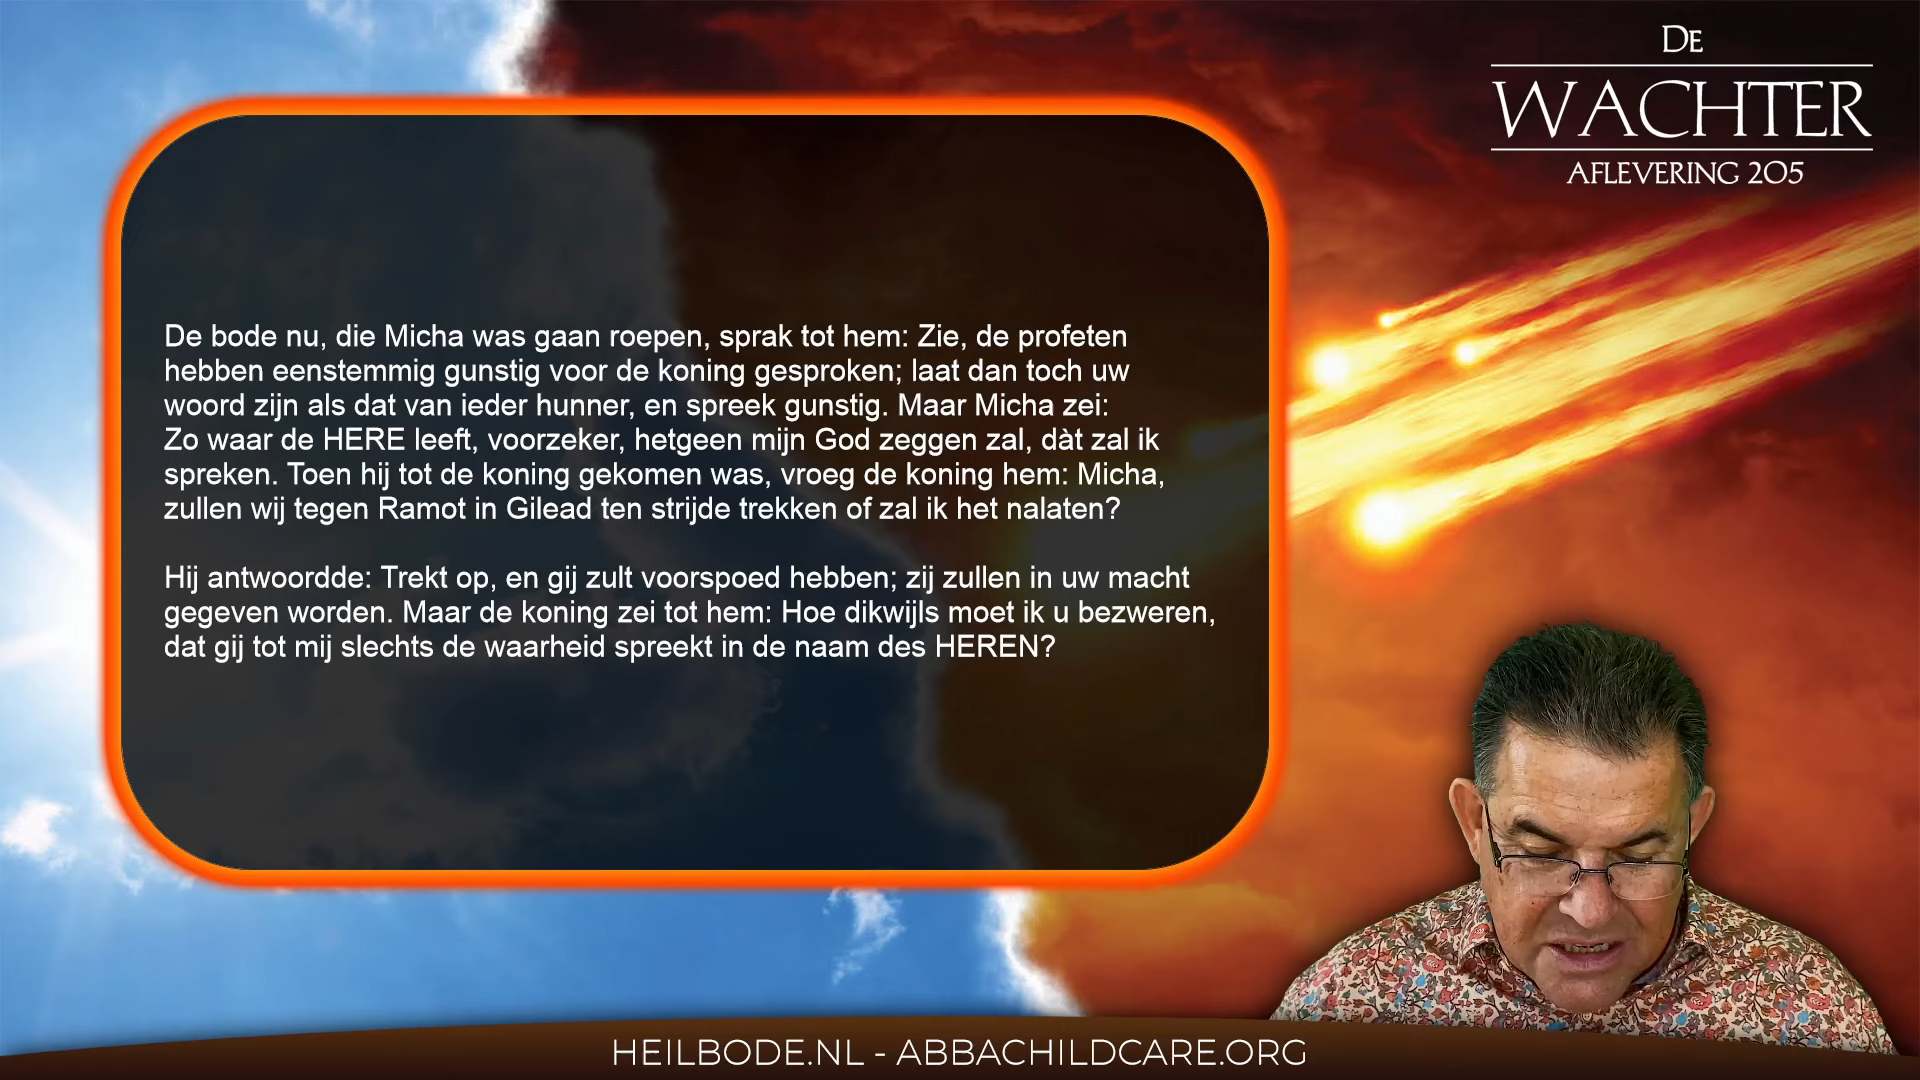 DE
WACHTER
AFLEVERING 205
De bode nu, die Micha was gaan roepen, sprak tot hem: Zie, de profeten
hebben eenstemmig gunstig voor de koning gesproken; laat dan toch uw
woord zijn als dat van ieder hunner, en spreek gunstig. Maar Micha zei:
Zo waar de HERE leeft, voorzeker, hetgeen mijn God zeggen zal, dàt zal ik
spreken. Toen hij tot de koning gekomen was, vroeg de koning hem: Micha,
zullen wij tegen Ramot in Gilead ten strijde trekken of zal ik het nalaten?
Hij antwoordde: Trekt op, en gij zult voorspoed hebben; zij zullen in uw macht
gegeven worden. Maar de koning zei tot hem: Hoe dikwijls moet ik u bezweren,
dat gij tot mij slechts de waarheid spreekt in de naam des HEREN?
HEILBODE.NL - ABBACHILDCARE.ORG